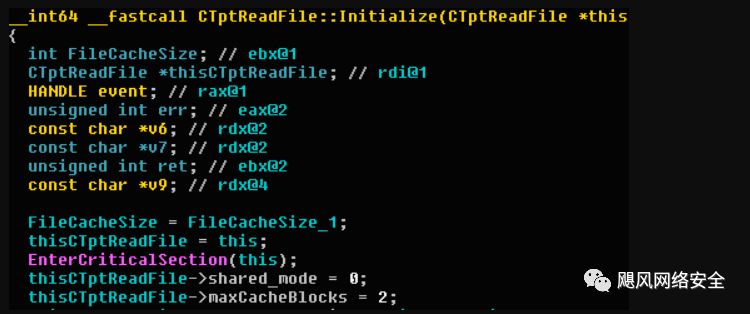 __int64 __fastcall CTptReadFile::Initialize(CTptReadFile *this
{
int FileCacheSize; // ebx@1
CTptReadFile *thisCTptReadFile; // rdi@1
HANDLE event; // rax@1
unsigned int err; // eax@2
const char *v6; // rdx@2
const char *v7; // rdx@2
unsigned int ret; // ebx@2
const char *v9; // rdx@4
FileCacheSize = FileCacheSize_1;
thisCTptReadFile = this;
EnterCriticalSection(this);
thisCTptReadFile->shared_mode = 0;
thisCTptReadFile->maxCacheBlocks = 2;
飓风网络安全